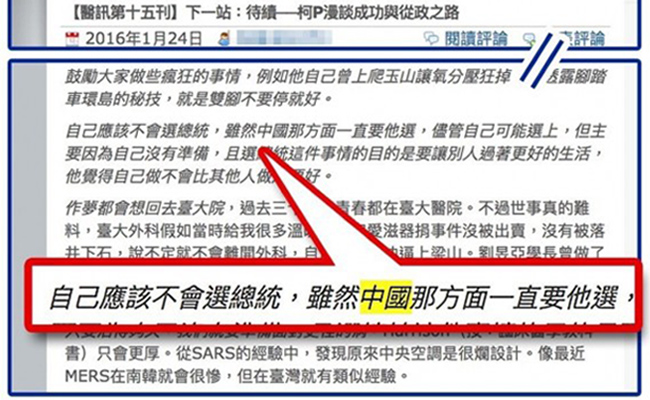 【醫訊第十五刊】下一站：待續──柯P漫談成功與從政之路
2016年1月24日 閱讀評論 評論
鼓勵大家做些瘋狂的事情，例如他自己曾上爬玉山讓氧分壓狂掉 透露腳踏
車環島的秘技，就是雙腳不要停就好。
自己應該不會選總統，雖然中國那方面一直要他選，儘管自己可能選上，但主
要因為自己沒有準備，且選 統這件事情的目的是要讓別人過著更好的生活，
他覺得自己做不會比其他人做 好。
作夢都會想回去臺大院，過去三 青春都在臺大醫院。不過世事真的難
料，臺大外科假如當時給我很多溫 愛滋器捐事件沒被出賣，沒有被落
井下石，說不定就不會離開外科，自 逼上梁山。劉昱亞學長曾做了
自己應該不會選總統，雖然中國那方面一直要他選，
書）只會更厚。從SARS的經驗中，發現原來中央空調是很爛設計。像最近
MERS在南韓就會很慘，但在臺灣就有類似經驗。